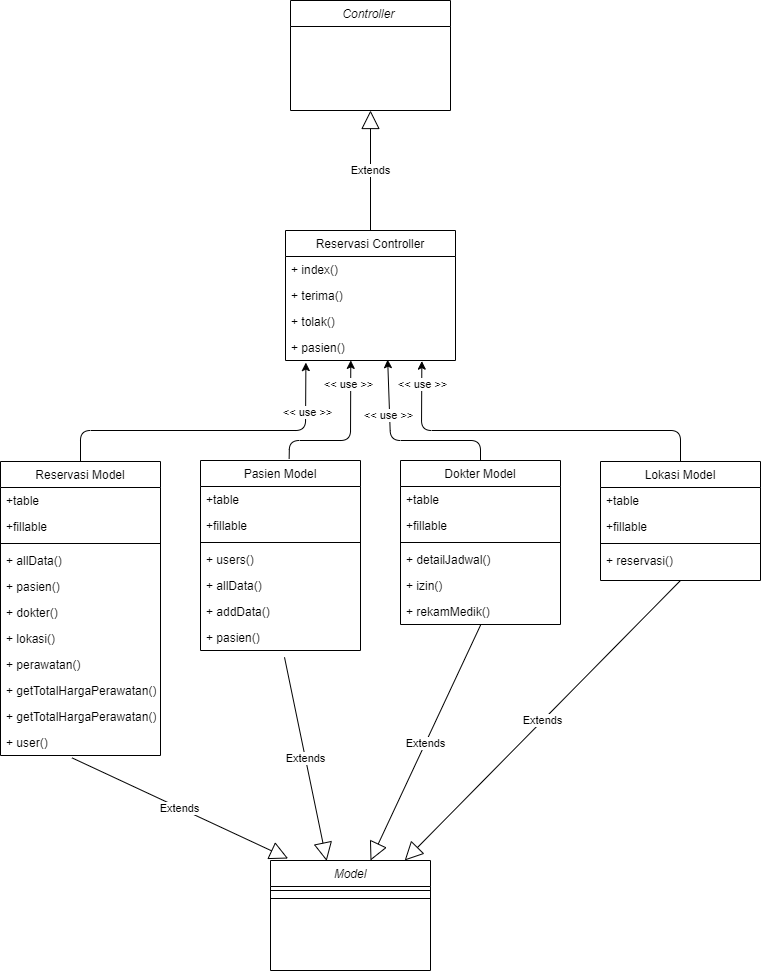 Controller
Extends
Reservasi Controller
+ index()
+ terima()
+ tolak()
+ pasien()
<< use >>
<< use >>
<< use >>
<< use >>
Reservasi Model
+table
+fillable
+ allData()
+ pasien()
+ dokter()
+ lokasi()
+ perawatan()
+ getTotalHargaPerawatan()
+ getTotalHargaPerawatan()
+ user()
Pasien Model
+table
+fillable
+ users()
+ allData()
+ addData()
+ pasien()
Dokter Model
+table
+fillable
+ detailJadwal()
+ izin()
+ rekamMedik()
Lokasi Model
+table
+fillable
+ reservasi()
Extends
Extends
Extends
Extends
Model